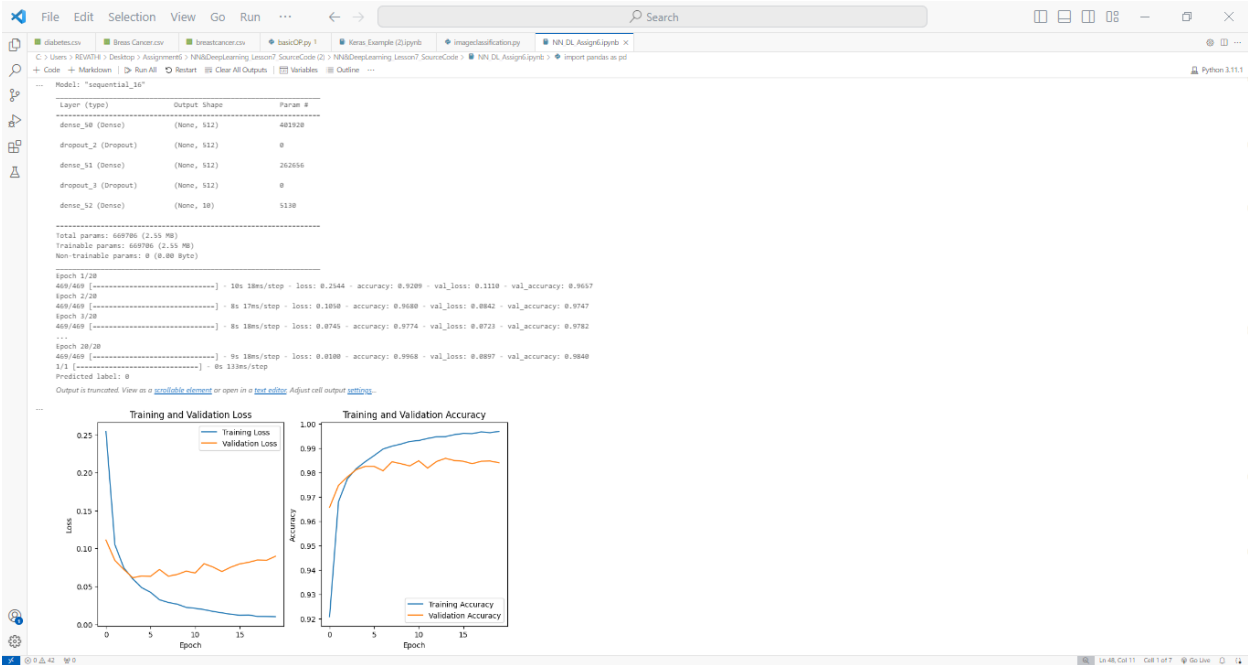 File Edit Selection View Go Run ··· Search
diabetes.csv Breas Cancer.csv breastcancer.csv basicOP.py 1 Keras_Example (2).ipynb imageclassification.py NN_DL_Assign6.ipynb
C: > Users > REVATHI > Desktop > Assignment6 > NN&DeepLearning_Lesson7_SourceCode (2) > NN&DeepLearning_Lesson7_SourceCode > NN_DL_Assign6.ipynb > import pandas as pd
+ Code + Markdown Run All Restart Clear All Outputs Variables Outline ··· Python 3.11.1
Model: "sequential_16"
Layer (type) Output Shape Param #
dense_50 (Dense) (None, 512) 401920
dropout_2 (Dropout) (None, 512) 0
dense_51 (Dense) (None, 512) 262656
dropout_3 (Dropout) (None, 512) 0
dense_52 (Dense) (None, 10) 5130
Total params: 669706 (2.55 MB)
Trainable params: 669706 (2.55 MB)
Non-trainable params: 0 (0.00 Byte)
Epoch 1/20
469/469 [==============================] - 10s 18ms/step - loss: 0.2544 - accuracy: 0.9209 - val_loss: 0.1110 - val_accuracy: 0.9657
Epoch 2/20
469/469 [==============================] - 8s 17ms/step - loss: 0.1050 - accuracy: 0.9680 - val_loss: 0.0842 - val_accuracy: 0.9747
Epoch 3/20
469/469 [==============================] - 8s 18ms/step - loss: 0.0745 - accuracy: 0.9774 - val_loss: 0.0723 - val_accuracy: 0.9782
...
Epoch 20/20
469/469 [==============================] - 9s 18ms/step - loss: 0.0100 - accuracy: 0.9968 - val_loss: 0.0897 - val_accuracy: 0.9840
1/1 [==============================] - 0s 133ms/step
Predicted label: 0
Output is truncated. View as a scrollable element or open in a text editor. Adjust cell output settings...
Training and Validation Loss
Training Loss
Validation Loss
0.25
0.20
0.15
0.10
0.05
0.00
Loss
0 5 10 15
Epoch
Training and Validation Accuracy
1.00
0.99
0.98
0.97
0.96
0.95
0.94
0.93
0.92
Accuracy
Training Accuracy
Validation Accuracy
0 5 10 15
Epoch
0 42 0 Ln 48, Col 11 Cell 1 of 7 Go Live